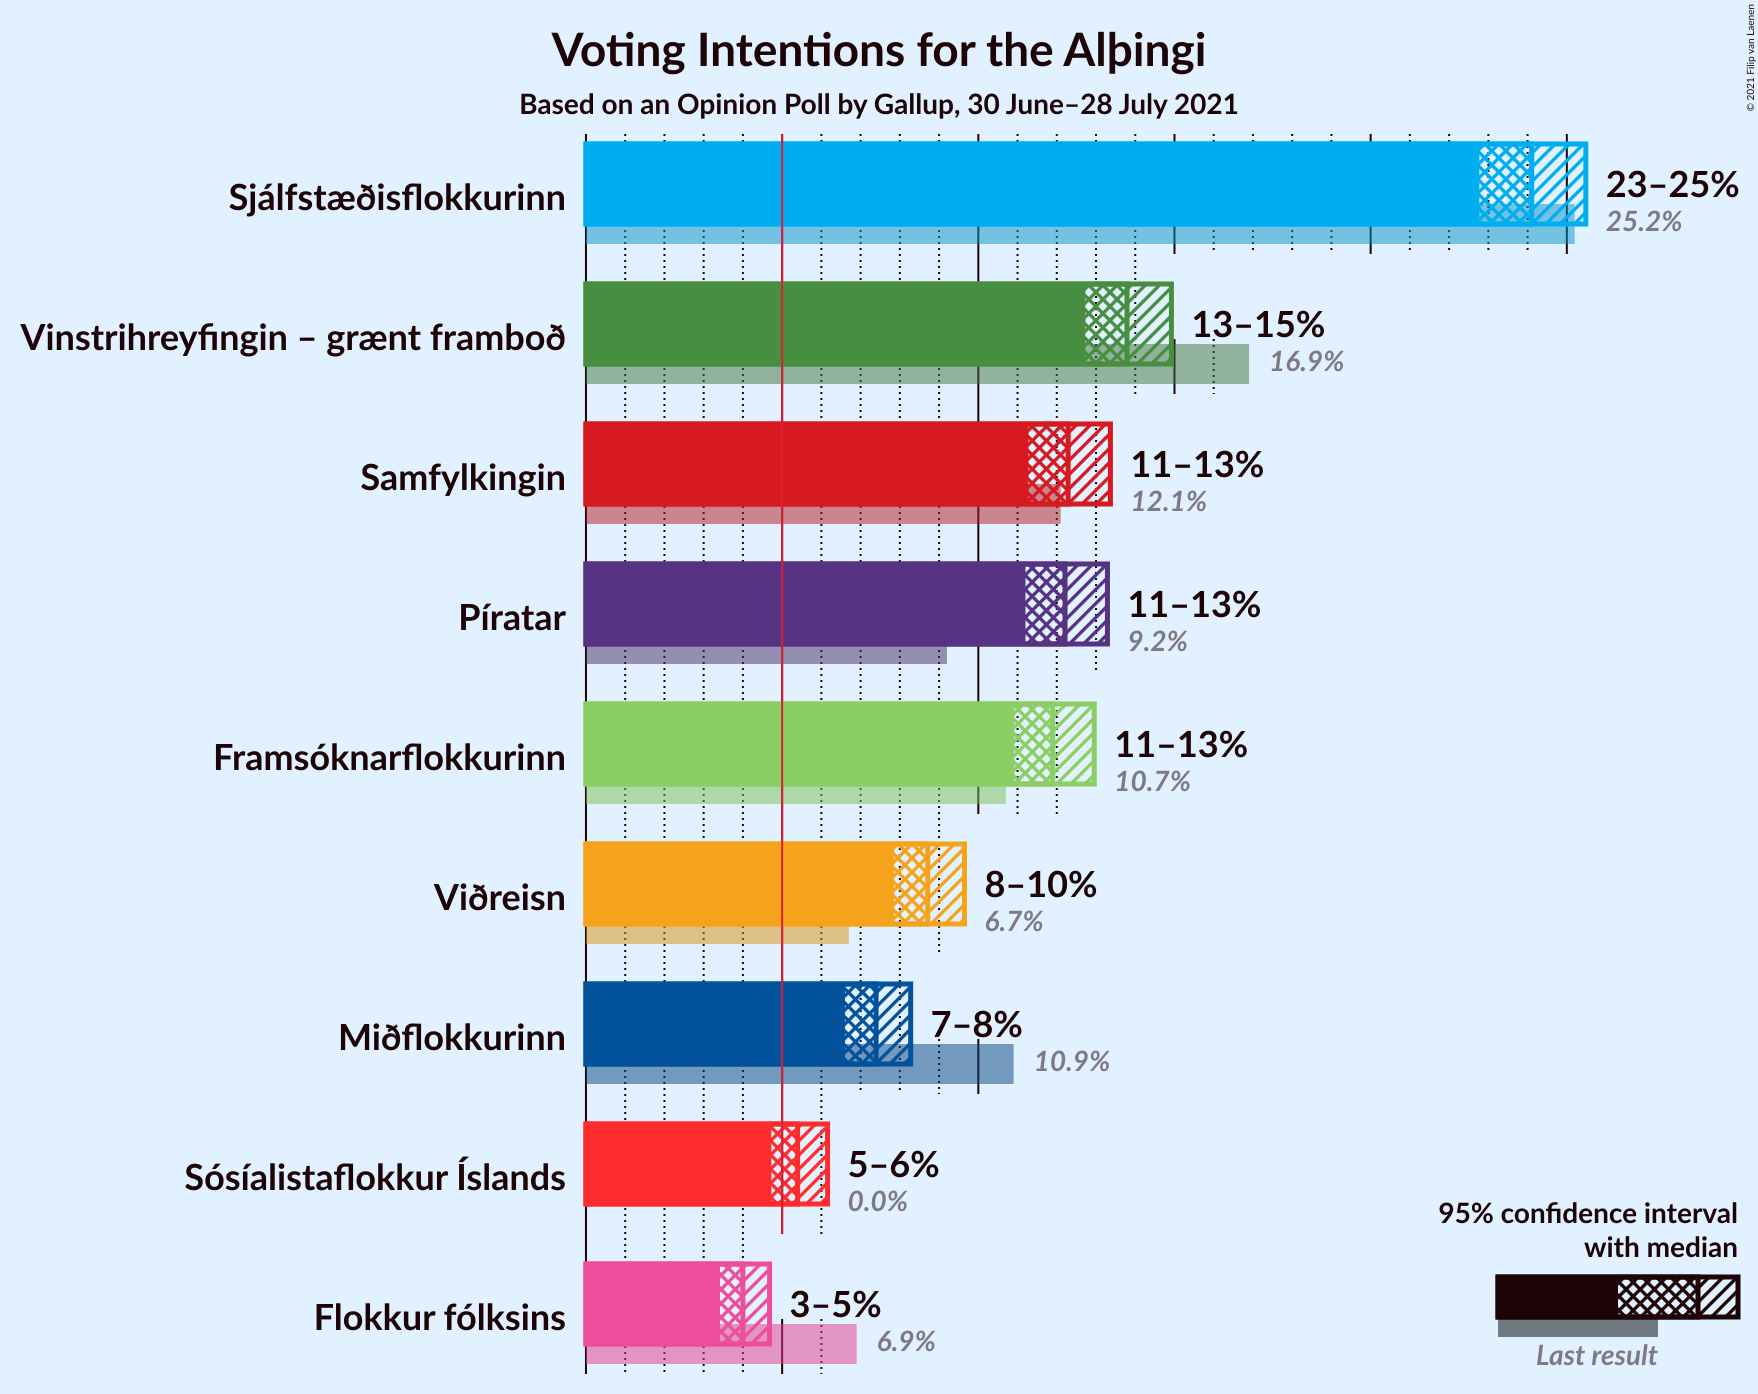 Voting Intentions for the Alþingi
Based on an Opinion Poll by Gallup, 30 June–28 July 2021
© 2021 Filip van Laenen
Sjálfstæðisflokkurinn
23–25%
25.2%
Vinstrihreyfingin – grænt framboð
13–15%
16.9%
Samfylkingin
11–13%
12.1%
Píratar
11–13%
9.2%
Framsóknarflokkurinn
11–13%
10.7%
Viðreisn
8–10%
6.7%
Miðflokkurinn
7–8%
10.9%
Sósíalistaflokkur Íslands
5–6%
0.0%
Flokkur fólksins
3–5%
6.9%
95% confidence interval
with median
Last result